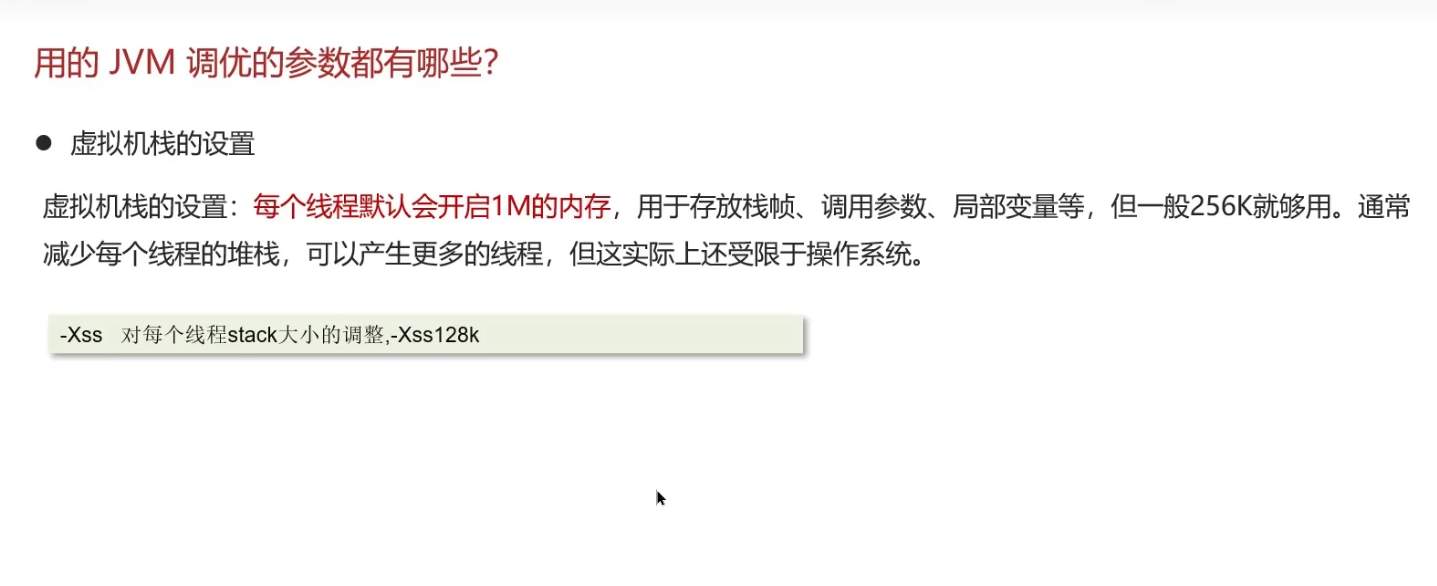 用的 JVM 调优的参数都有哪些?
● 虚拟机栈的设置
虚拟机栈的设置：每个线程默认会开启1M的内存，用于存放栈帧、调用参数、局部变量等，但一般256K就够用。通常
减少每个线程的堆栈，可以产生更多的线程，但这实际上还受限于操作系统。
-Xss 对每个线程stack大小的调整,-Xss128k